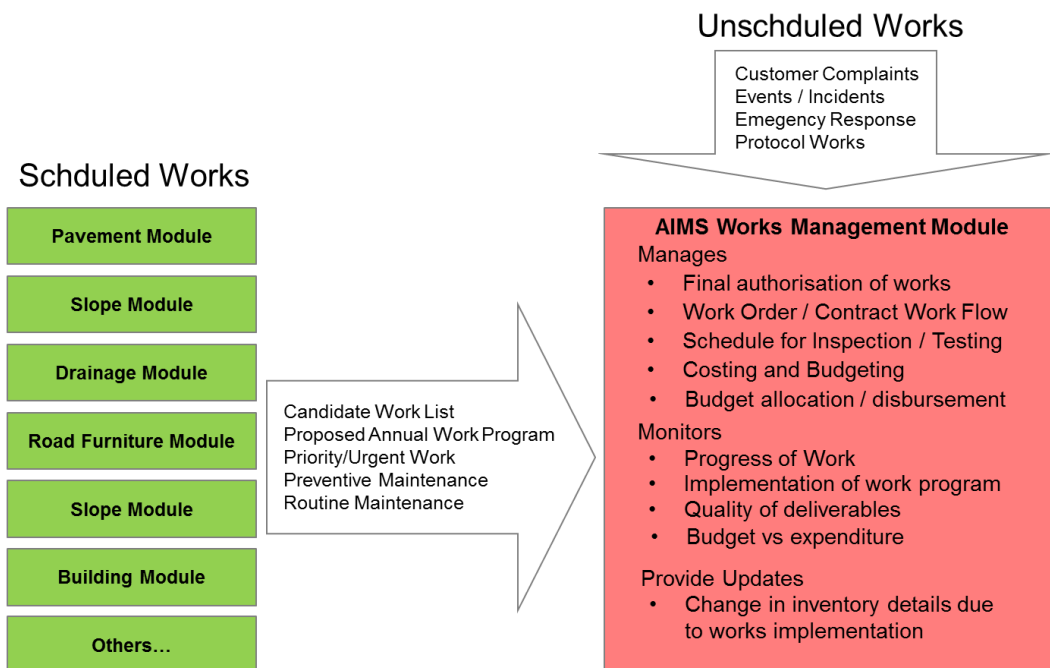 Unschduled Works
Customer Complaints
Events / Incidents
Emegency Response
Protocol Works
Schduled Works
Pavement Module
Slope Module
Drainage Module
Road Furniture Module
Slope Module
Building Module
Others...
Candidate Work List
Proposed Annual Work Program
Priority/Urgent Work
Preventive Maintenance
Routine Maintenance
AIMS Works Management Module
Manages
• Final authorisation of works
• Work Order / Contract Work Flow
• Schedule for Inspection / Testing
• Costing and Budgeting
• Budget allocation / disbursement
Monitors
• Progress of Work
• Implementation of work program
• Quality of deliverables
• Budget vs expenditure
Provide Updates
• Change in inventory details due
to works implementation